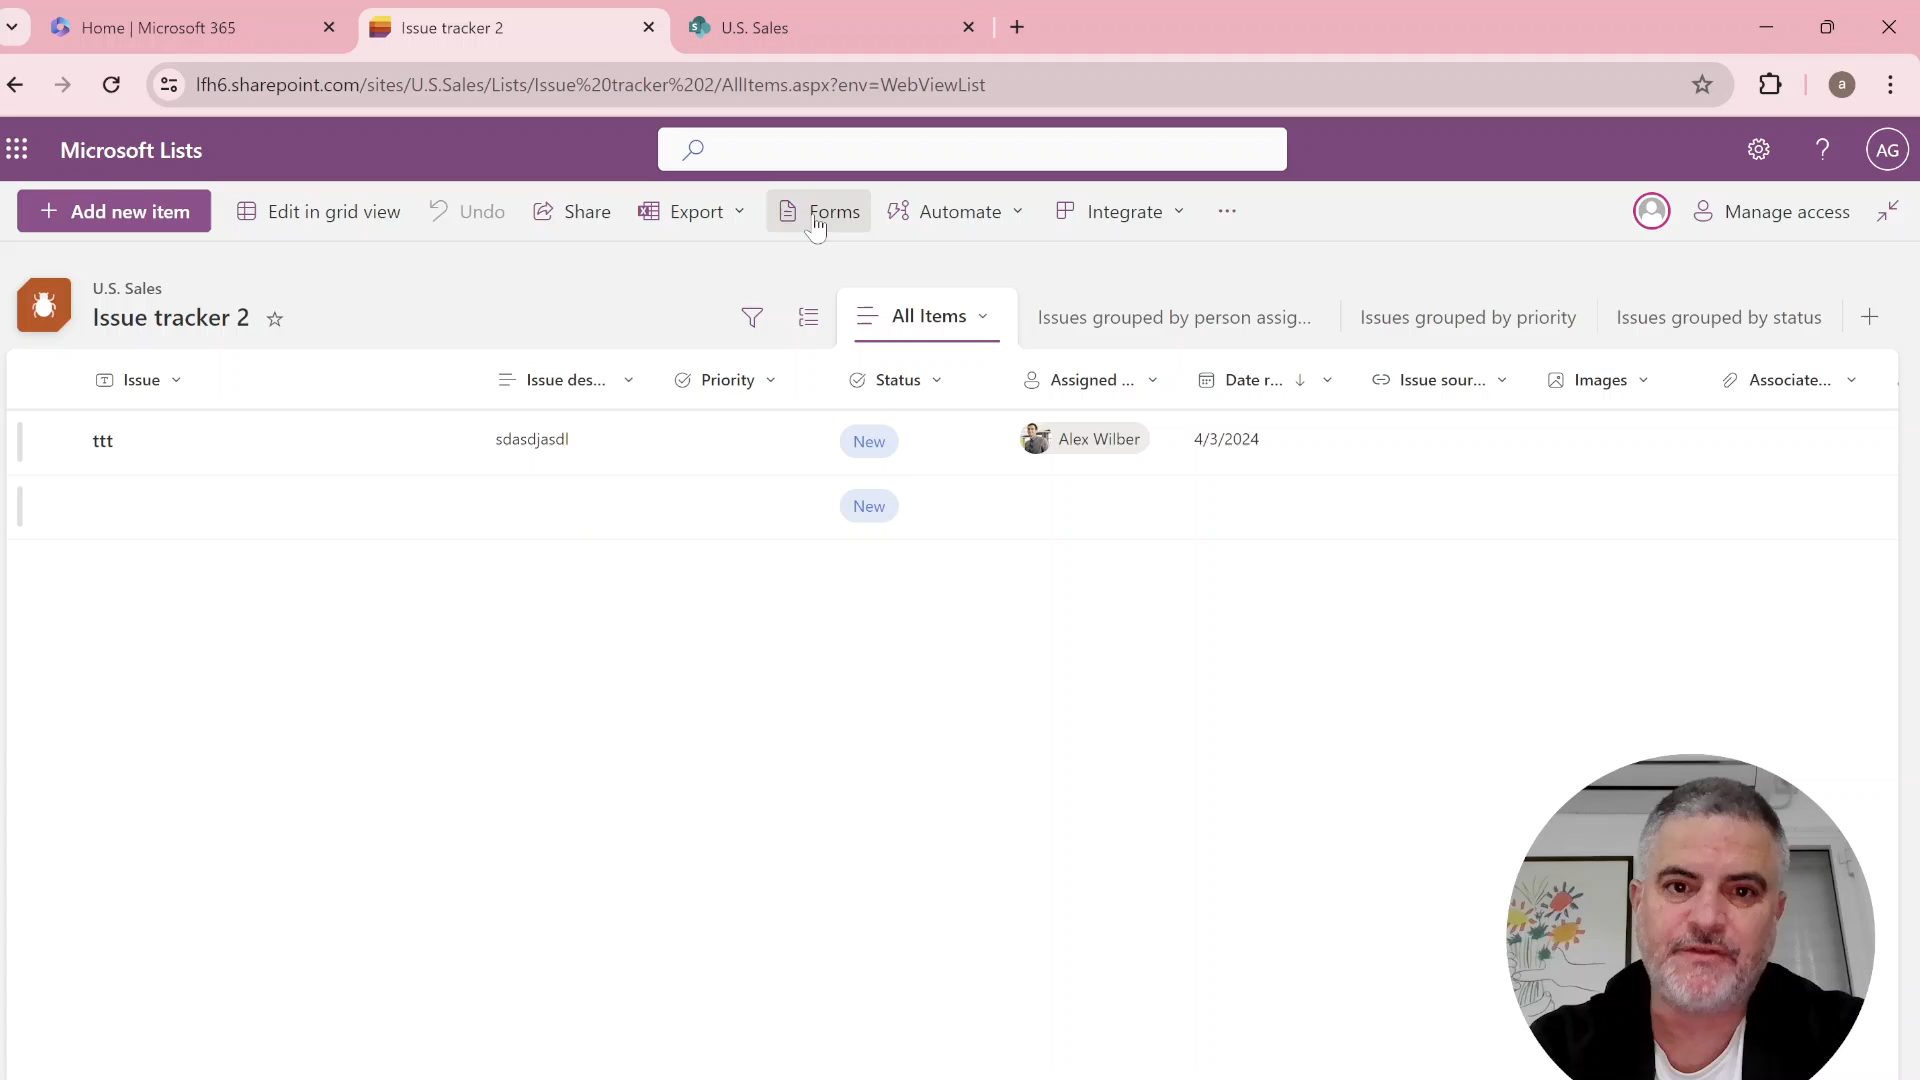 Home | Microsoft 365
Issue tracker 2
U.S. Sales
lfh6.sharepoint.com/sites/U.S.Sales/Lists/Issue%20tracker%202/AllItems.aspx?env=WebViewList
a
Microsoft Lists
AG
Add new item
Edit in grid view
Undo
Share
Export
Forms
Automate
Integrate
Manage access
U.S. Sales
Issue tracker 2
All Items
Issues grouped by person assig...
Issues grouped by priority
Issues grouped by status
Issue
Issue des...
Priority
Status
Assigned ...
Date r...
Issue sour...
Images
Associate...
ttt
sdasdjasdl
New
Alex Wilber
4/3/2024
New